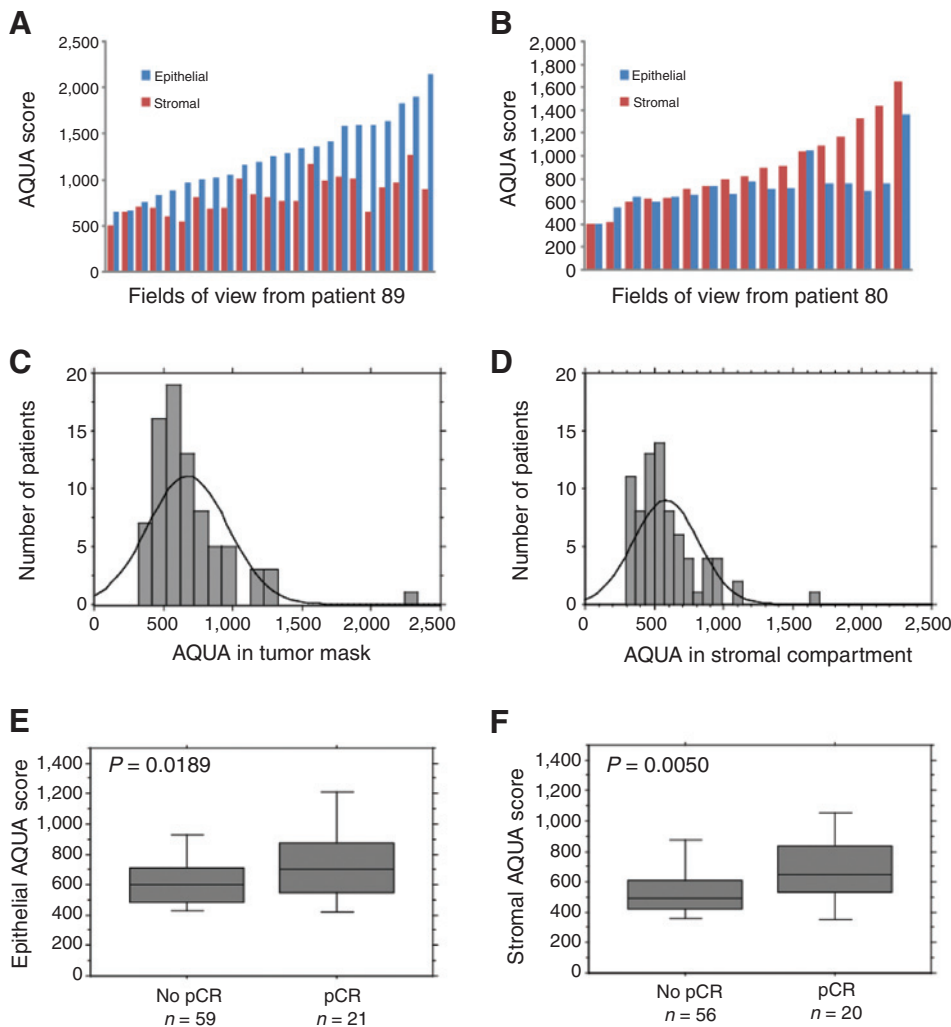 A
AQUA score
2,500
2,000
1,500
1,000
500
0
Epithelial
Stromal
Fields of view from patient 89
B
AQUA score
2,000
1,800
1,600
1,400
1,200
1,000
800
600
400
200
0
Epithelial
Stromal
Fields of view from patient 80
C
Number of patients
20
15
10
5
0
0 500 1,000 1,500 2,000 2,500
AQUA in tumor mask
D
Number of patients
20
15
10
5
0
0 500 1,000 1,500 2,000 2,500
AQUA in stromal compartment
E
Epithelial AQUA score
1,400
1,200
1,000
800
600
400
200
0
P = 0.0189
No pCR pCR
n = 59 n = 21
F
Stromal AQUA score
1,400
1,200
1,000
800
600
400
200
0
P = 0.0050
No pCR pCR
n = 56 n = 20